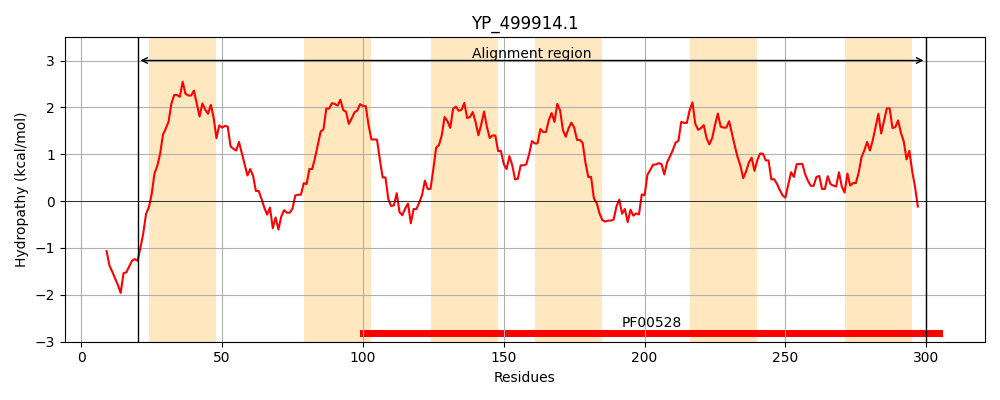 YP_499914.1
Alignment region
Hydropathy (kcal/mol)
3
2
1
0
−1
−2
−3
PF00528
0 50 100 150 200 250 300
Residues